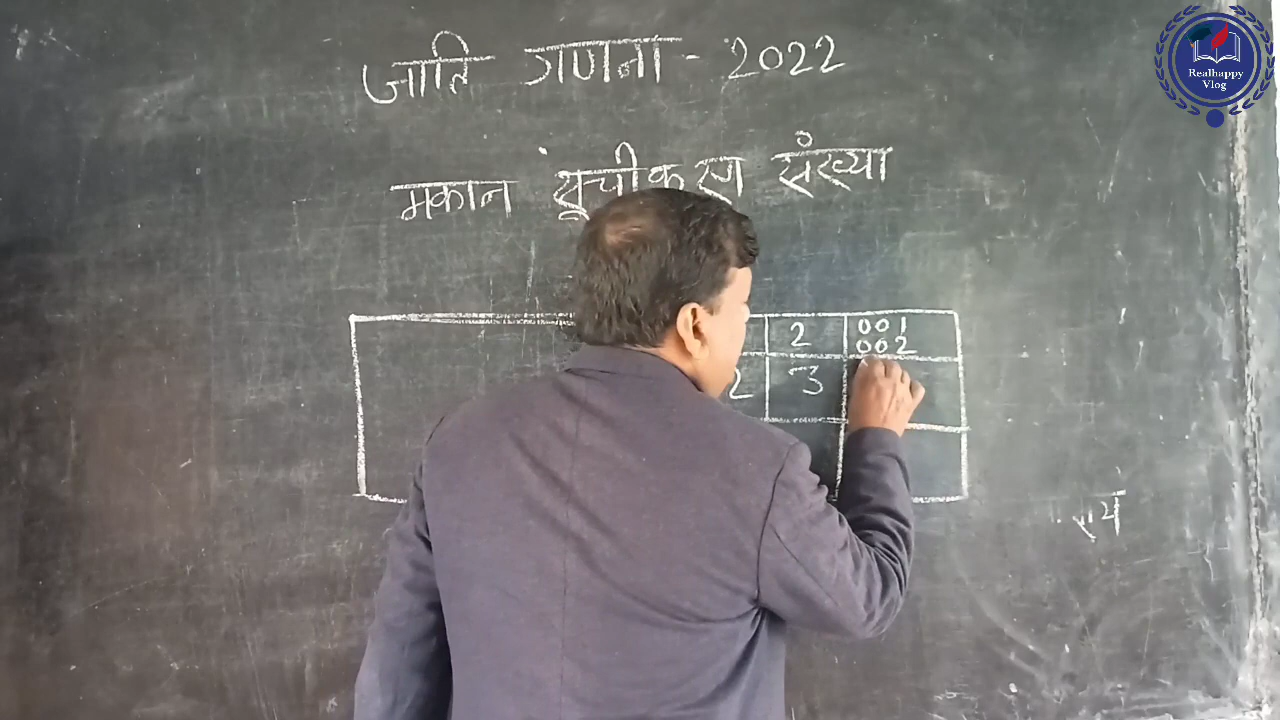 जाति गणना - 2022
Realhappy
Vlog
मकान सूचीकरण संख्या
2 001
002
2 3